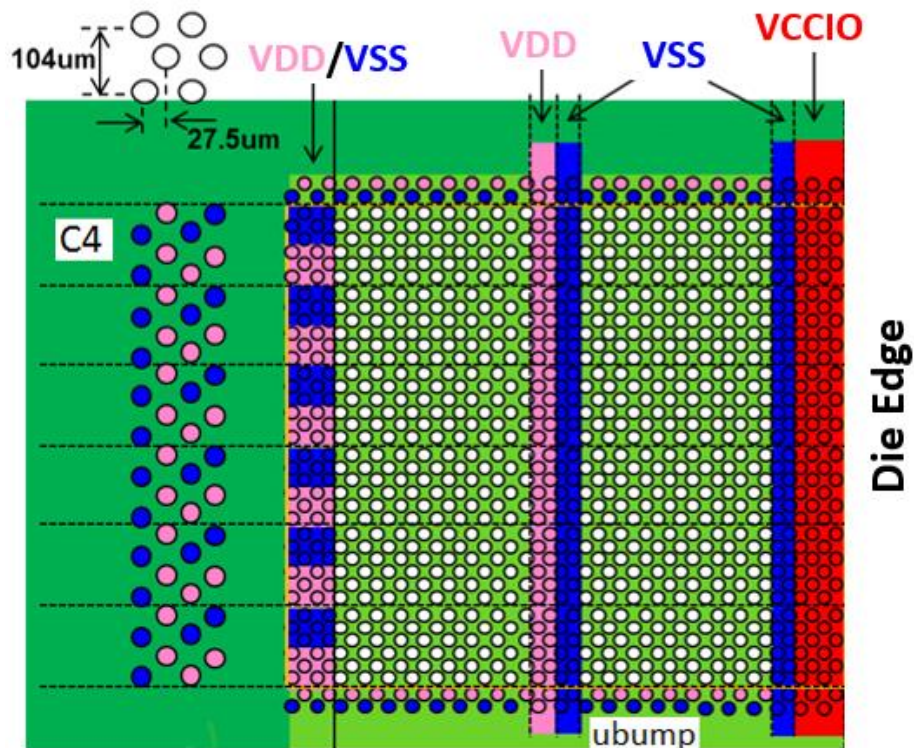 104um
27.5um
VDD/VSS
VDD
VSS
VCCIO
C4
Die Edge
ubump